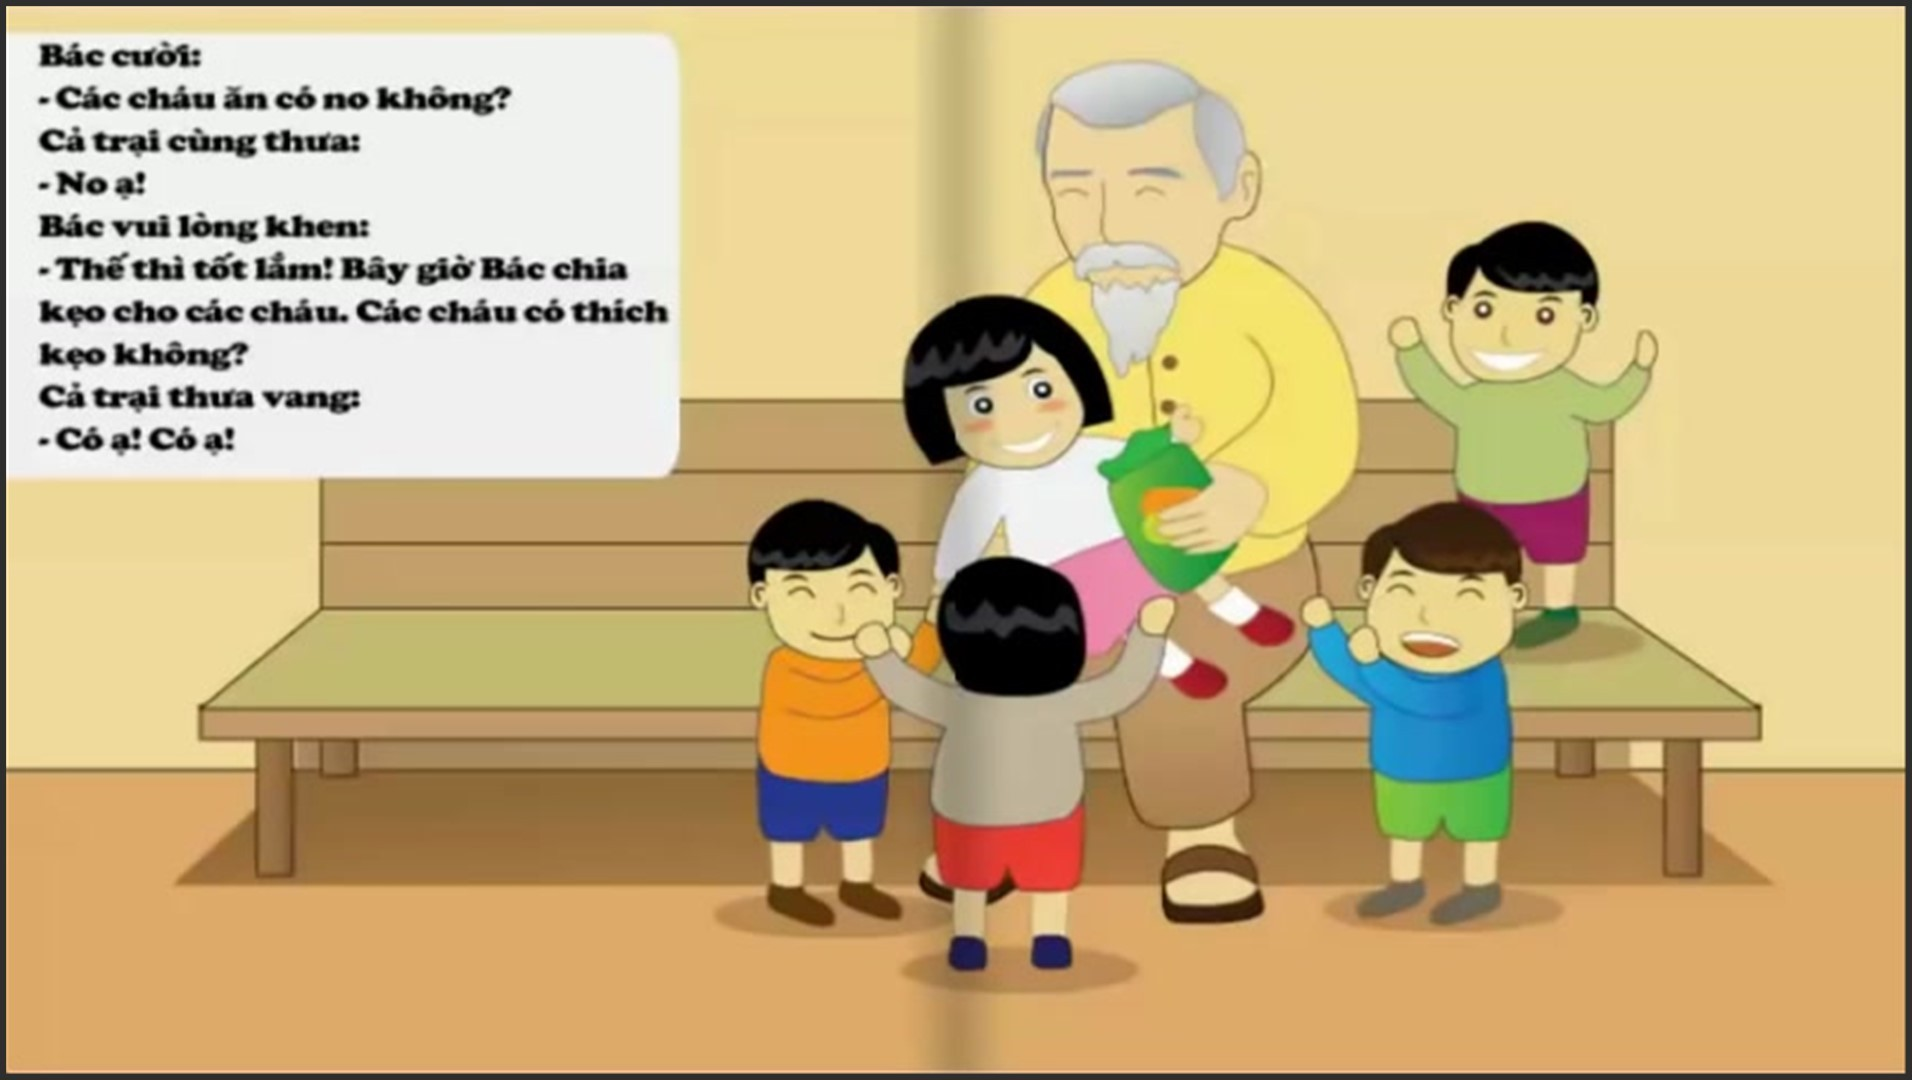 Bác cười:
- Các cháu ăn có no không?
Cả trại cùng thưa:
- No ạ!
Bác vui lòng khen:
- Thế thì tốt lắm! Bây giờ Bác chia
kẹo cho các cháu. Các cháu có thích
kẹo không?
Cả trại thưa vang:
- Có ạ! Có ạ!